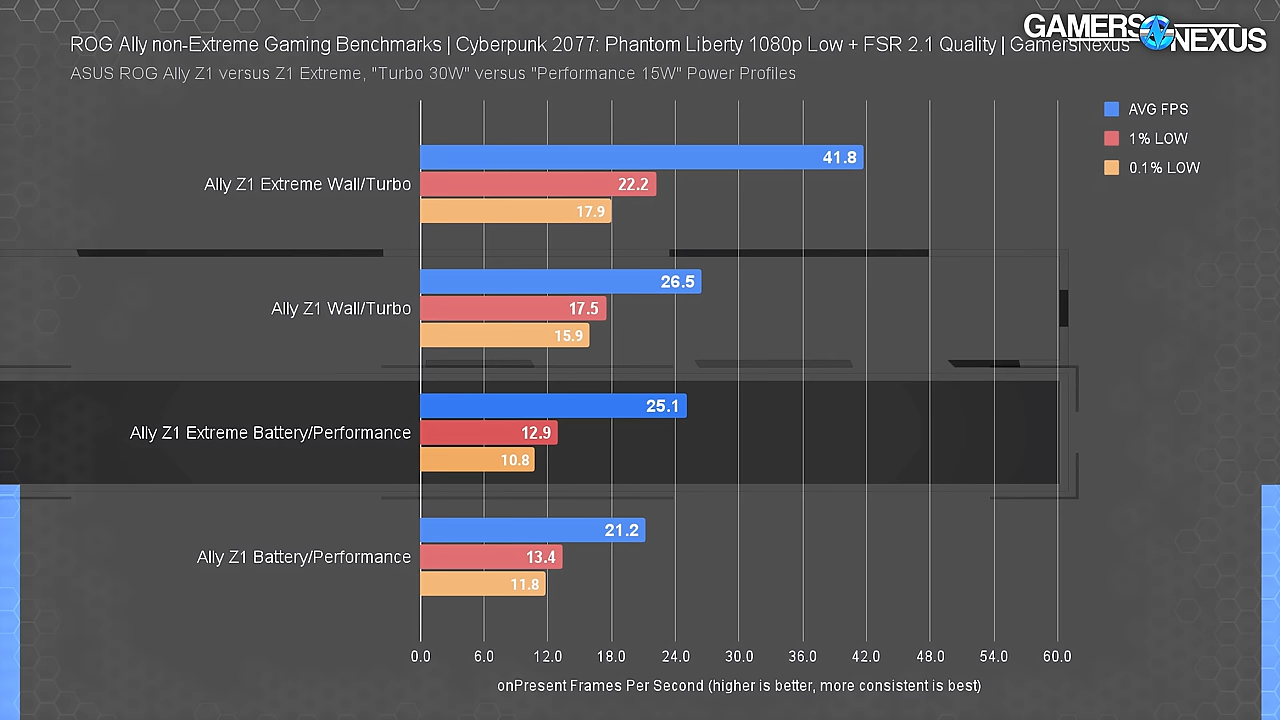 GAMERS NEXUS
ROG Ally non-Extreme Gaming Benchmarks | Cyberpunk 2077: Phantom Liberty 1080p Low + FSR 2.1 Quality | GamersNexus
ASUS ROG Ally Z1 versus Z1 Extreme, "Turbo 30W" versus "Performance 15W" Power Profiles
AVG FPS
1% LOW
0.1% LOW
Ally Z1 Extreme Wall/Turbo
41.8
22.2
17.9
Ally Z1 Wall/Turbo
26.5
17.5
15.9
Ally Z1 Extreme Battery/Performance
25.1
12.9
10.8
Ally Z1 Battery/Performance
21.2
13.4
11.8
0.0 6.0 12.0 18.0 24.0 30.0 36.0 42.0 48.0 54.0 60.0
onPresent Frames Per Second (higher is better, more consistent is best)